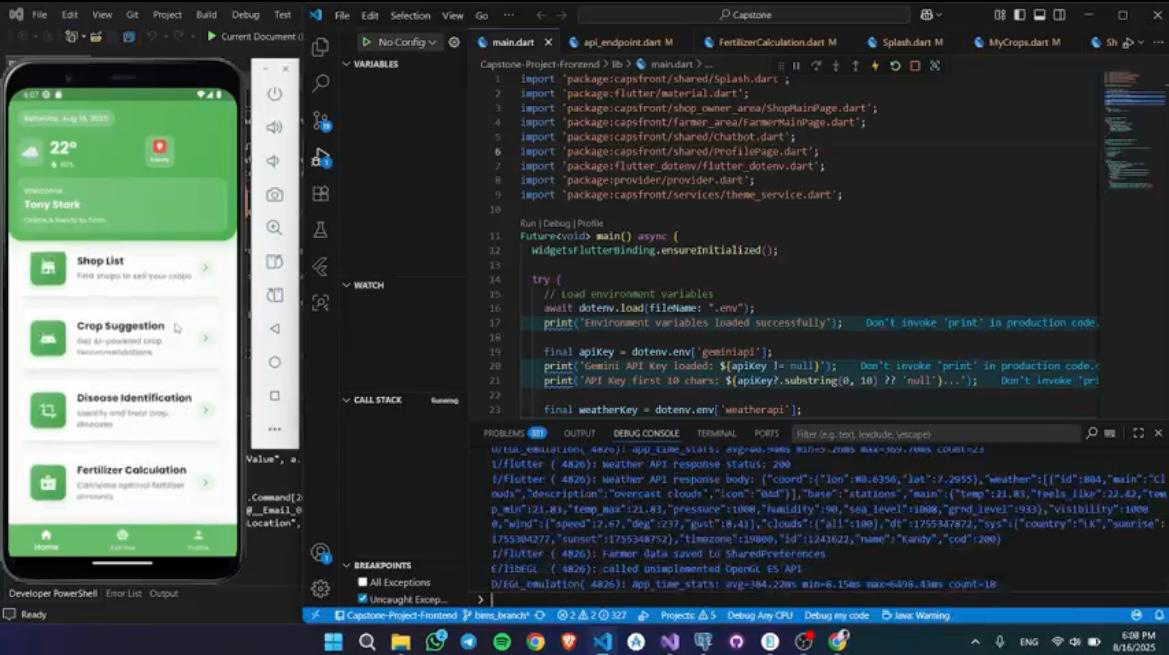 File Edit View Git Project Build Debug Test
Current Document (
6:07
Saturday, Aug 16, 2025
22°
90%
Kandy
Welcome
Tony Stark
Shop List
Find shops to sell your crops
Crop Suggestion
Get AI-powered crop
recommendations
Disease Identification
Identify and treat crop
diseases
Fertilizer Calculation
Calculate optimal fertilizer
amounts
Home
Profile
Value", a.
.Command[2
@__Email_0
Location",
Developer PowerShell Error List Output
Ready
File Edit Selection View Go ...
Capstone
No Config
VARIABLES
WATCH
CALL STACK
Running
BREAKPOINTS
All Exceptions
Uncaught Excep...
main.dart
api_endpoint.dart M
FertilizerCalculation.dart M
Splash.dart M
MyCrops.dart M
Sh
Capstone-Project-Frontend > lib > main.dart > ...
1 import 'package:capsfront/shared/Splash.dart';
2 import 'package:flutter/material.dart';
3 import 'package:capsfront/shop_owner_area/ShopMainPage.dart';
4 import 'package:capsfront/farmer_area/FarmerMainPage.dart';
5 import 'package:capsfront/shared/Chatbot.dart';
6 import 'package:capsfront/shared/ProfilePage.dart';
7 import 'package:flutter_dotenv/flutter_dotenv.dart';
8 import 'package:provider/provider.dart';
9 import 'package:capsfront/services/theme_service.dart';
10
Run | Debug | Profile
11 Future<void> main() async {
12 WidgetsFlutterBinding.ensureInitialized();
13
14 try {
15 // Load environment variables
16 await dotenv.load(fileName: ".env");
17 print('Environment variables loaded successfully'); Don't invoke 'print' in production code.
18
19 final apiKey = dotenv.env['geminiapi'];
20 print('Gemini API Key loaded: ${apiKey != null}'); Don't invoke 'print' in production code.
21 print('API Key first 10 chars: ${apiKey?.substring(0, 10) ?? 'null'}...'); Don't invoke 'pri
22
23 final weatherKey = dotenv.env['weatherapi'];
PROBLEMS 331 OUTPUT DEBUG CONSOLE TERMINAL PORTS
Filter (e.g. text, !exclude, \escape)
D/EGL_emulation( 4826): app_time_stats: avg=40.94ms min=5.20ms max=369.70ms count=23
I/flutter ( 4826): Weather API response status: 200
I/flutter ( 4826): Weather API response body: {"coord":{"lon":80.6356,"lat":7.2955},"weather":[{"id":804,"main":"Cl
ouds","description":"overcast clouds","icon":"04d"}],"base":"stations","main":{"temp":21.83,"feels_like":22.42,"tem
p_min":21.83,"temp_max":21.83,"pressure":1008,"humidity":90,"sea_level":1008,"grnd_level":933},"visibility":1000
0,"wind":{"speed":2.67,"deg":237,"gust":8.4},"clouds":{"all":100},"dt":1755347872,"sys":{"country":"LK","sunrise":
1755304277,"sunset":1755348752},"timezone":19800,"id":1241622,"name":"Kandy","cod":200}
I/flutter ( 4826): Farmer data saved to SharedPreferences
E/libEGL ( 4826): called unimplemented OpenGL ES API
D/EGL_emulation( 4826): app_time_stats: avg=384.22ms min=8.15ms max=6498.43ms count=18
Capstone-Project-Frontend
bims_branch*
2 2 327
Projects: 5
Debug Any CPU
Debug my code
Java: Warning
ENG
6:08 PM
8/16/2025